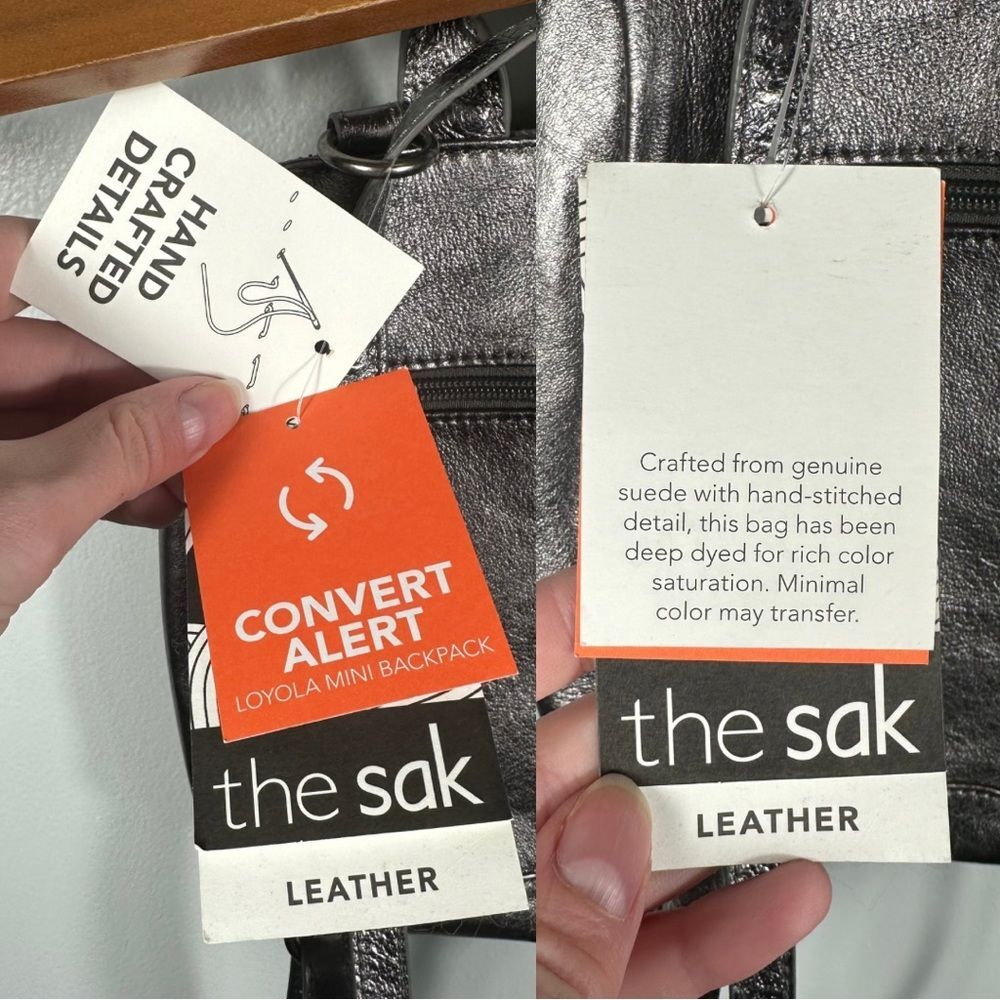 HAND
CRAFTED
DETAILS
CONVERT
ALERT
LOYOLA MINI BACKPACK
the sak
LEATHER
Crafted from genuine
suede with hand-stitched
detail, this bag has been
deep dyed for rich color
saturation. Minimal
color may transfer.
the sak
LEATHER